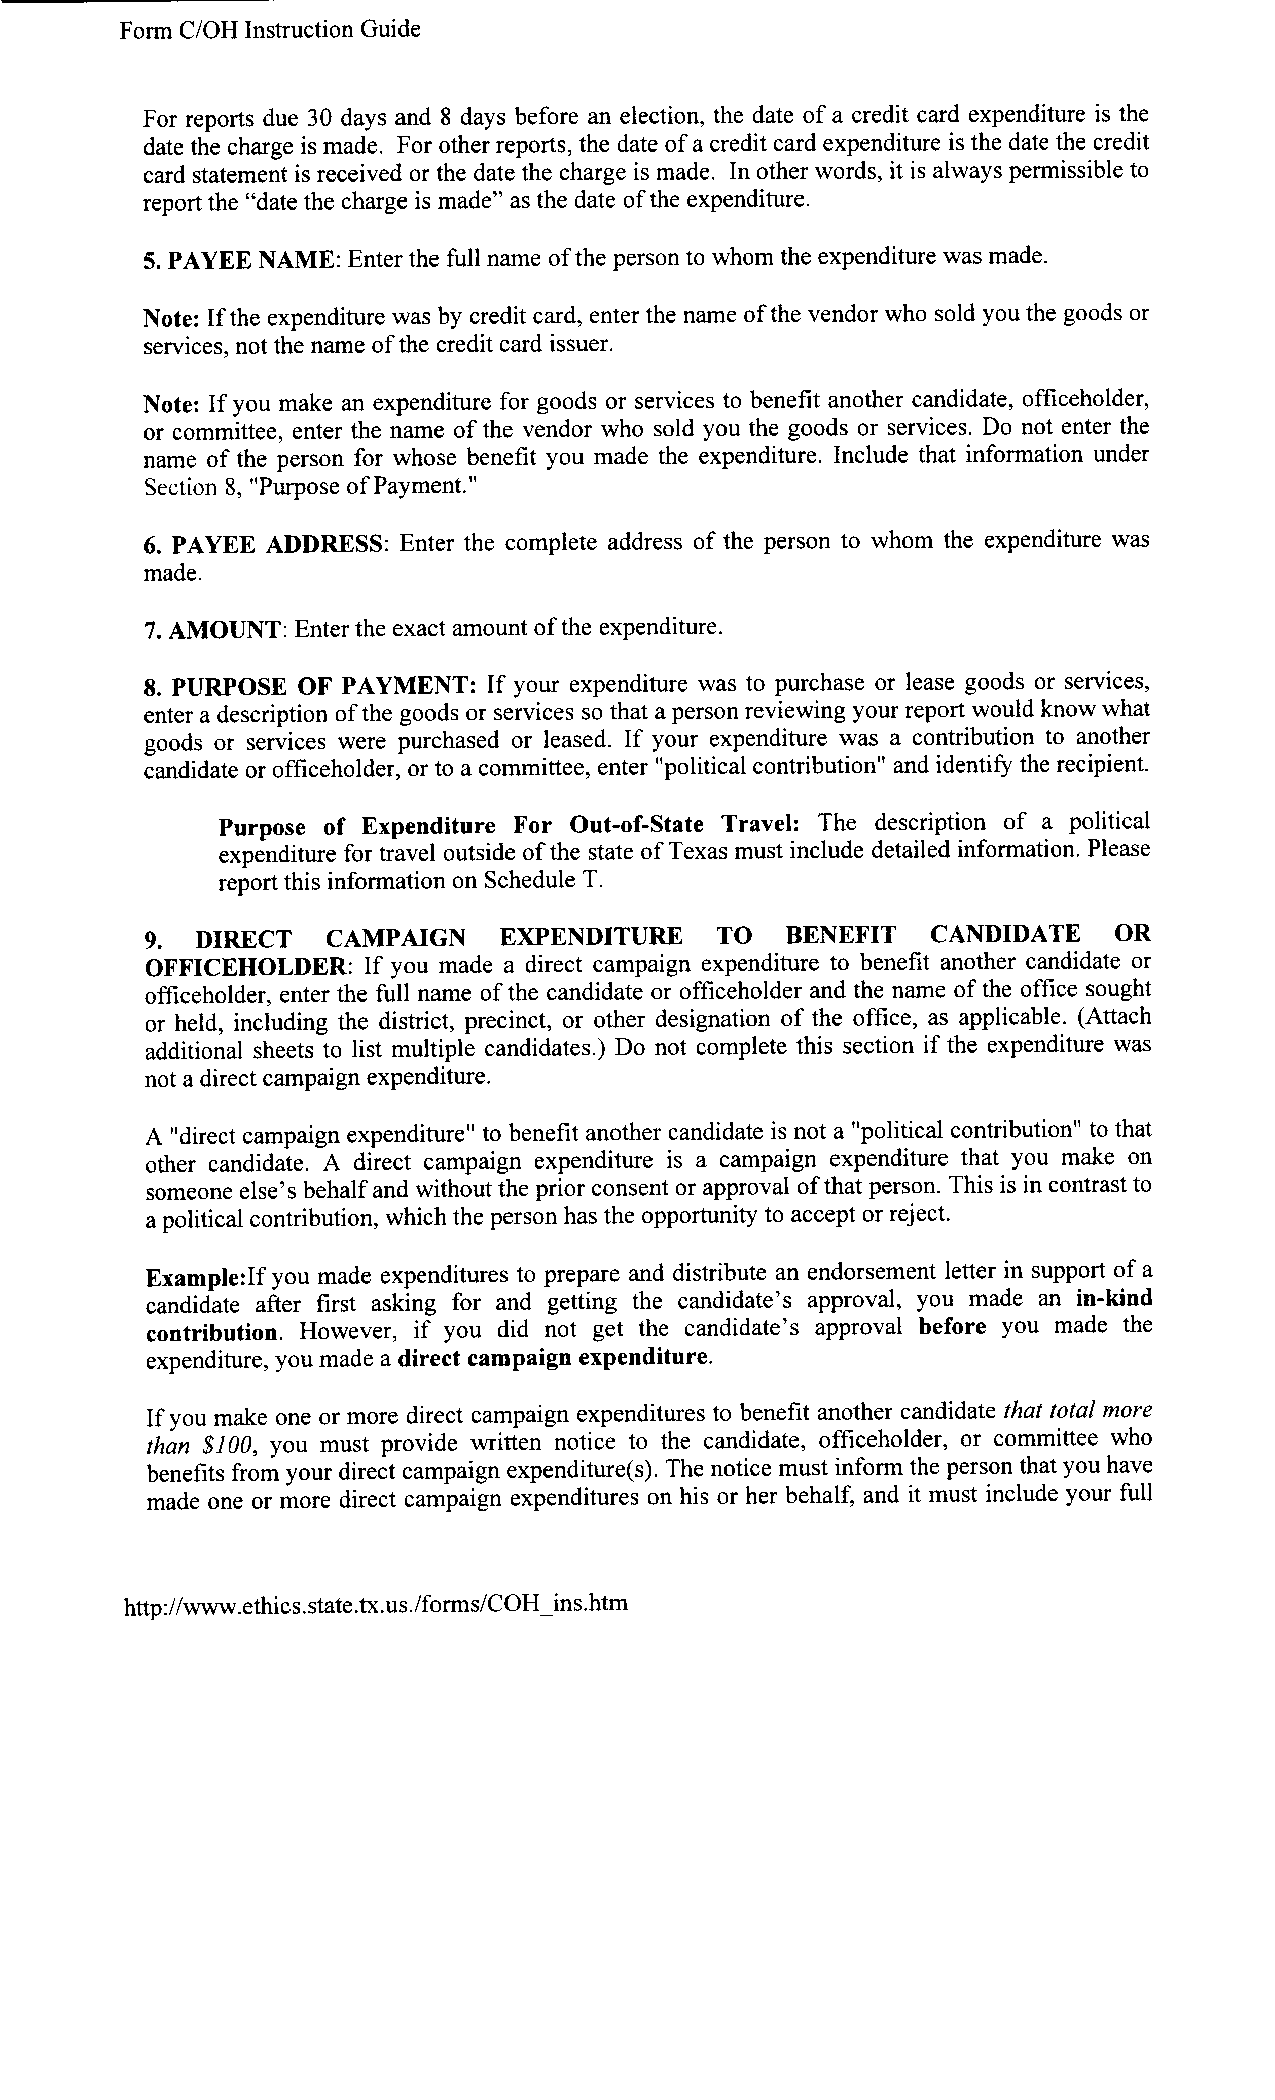 Form C/OH Instruction Guide
For reports due 30 days and 8 days before an election, the date of a credit card expenditure is the
date the charge is made. For other reports, the date of a credit card expenditure is the date the credit
card statement is received or the date the charge is made. In other words, it is always permissible to
report the “date the charge is made” as the date of the expenditure.
5. PAYEE NAME: Enter the full name of the person to whom the expenditure was made.
Note: If the expenditure was by credit card, enter the name of the vendor who sold you the goods or
services, not the name of the credit card issuer.
Note: If you make an expenditure for goods or services to benefit another candidate, officeholder,
or committee, enter the name of the vendor who sold you the goods or services. Do not enter the
name of the person for whose benefit you made the expenditure. Include that information under
Section 8, "Purpose of Payment."
6. PAYEE ADDRESS: Enter the complete address of the person to whom the expenditure was
made.
7. AMOUNT: Enter the exact amount of the expenditure.
8. PURPOSE OF PAYMENT: If your expenditure was to purchase or lease goods or services,
enter a description of the goods or services so that a person reviewing your report would know what
goods or services were purchased or leased. If your expenditure was a contribution to another
candidate or officeholder, or to a committee, enter "political contribution" and identify the recipient.
Purpose of Expenditure For Out-of-State Travel: The description of a political
expenditure for travel outside of the state of Texas must include detailed information. Please
report this information on Schedule T.
9. DIRECT CAMPAIGN EXPENDITURE TO BENEFIT CANDIDATE OR
OFFICEHOLDER: If you made a direct campaign expenditure to benefit another candidate or
officeholder, enter the full name of the candidate or officeholder and the name of the office sought
or held, including the district, precinct, or other designation of the office, as applicable. (Attach
additional sheets to list multiple candidates.) Do not complete this section if the expenditure was
not a direct campaign expenditure.
A "direct campaign expenditure" to benefit another candidate is not a "political contribution" to that
other candidate. A direct campaign expenditure is a campaign expenditure that you make on
someone else’s behalf and without the prior consent or approval of that person. This is in contrast to
a political contribution, which the person has the opportunity to accept or reject.
Example:If you made expenditures to prepare and distribute an endorsement letter in support of a
candidate after first asking for and getting the candidate’s approval, you made an in-kind
contribution. However, if you did not get the candidate’s approval before you made the
expenditure, you made a direct campaign expenditure.
If you make one or more direct campaign expenditures to benefit another candidate that total more
than $100, you must provide written notice to the candidate, officeholder, or committee who
benefits from your direct campaign expenditure(s). The notice must inform the person that you have
made one or more direct campaign expenditures on his or her behalf, and it must include your full
http://www.ethics.state.tx.us./forms/COH_ins.htm